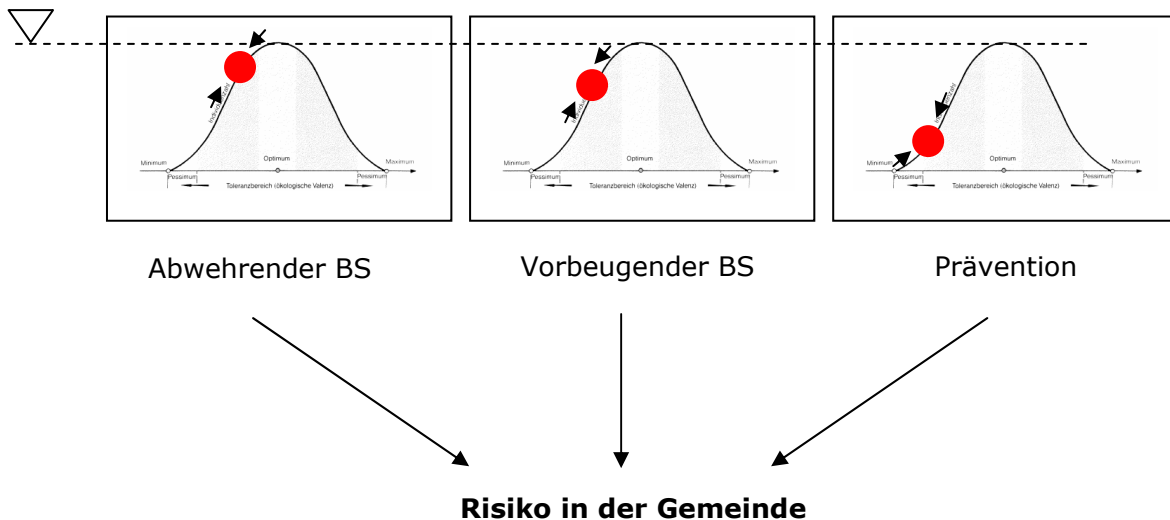 Individuenzahl
Minimum
Optimum
Maximum
Pessimum
Pessimum
Toleranzbereich (ökologische Valenz)
Minimum
Optimum
Maximum
Pessimum
Pessimum
Toleranzbereich (ökologische Valenz)
Minimum
Optimum
Maximum
Pessimum
Pessimum
Toleranzbereich (ökologische Valenz)
Abwehrender BS
Vorbeugender BS
Prävention
Risiko in der Gemeinde